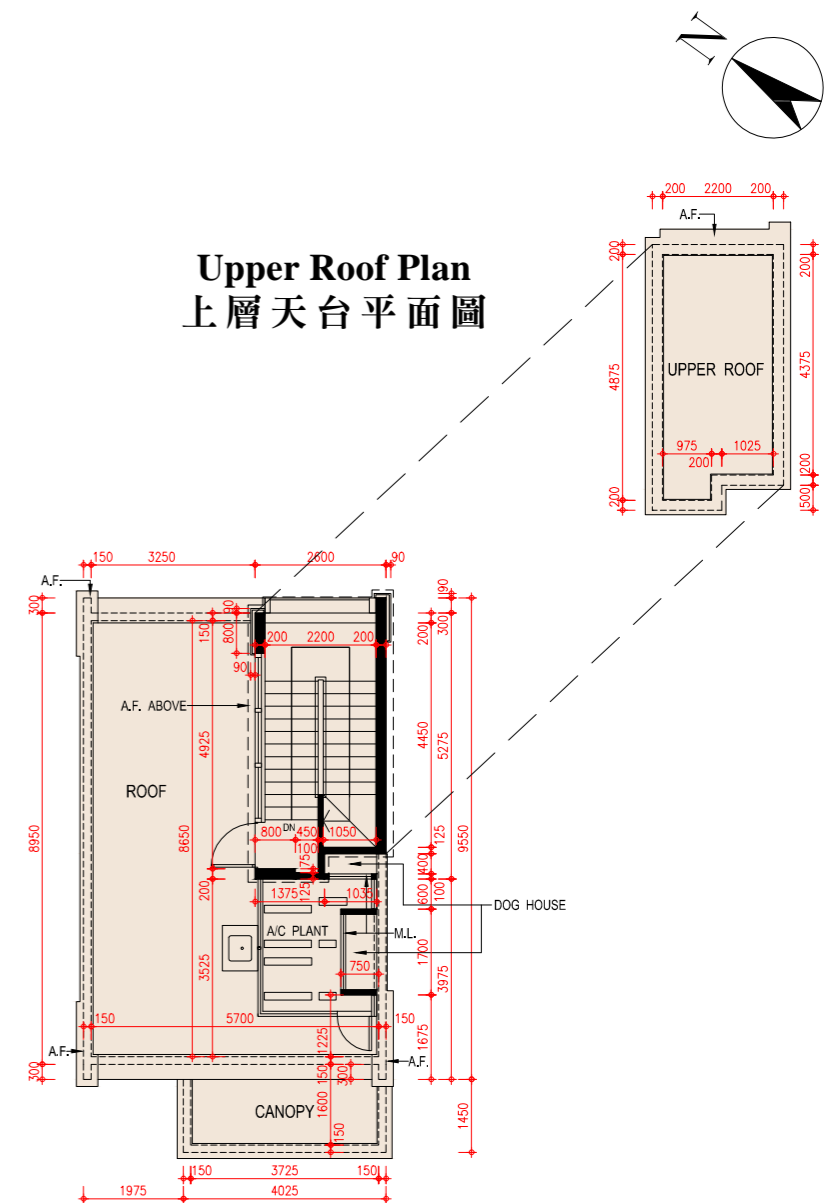 N
200 2200 200
A.F.
200
200
Upper Roof Plan
上層天台平面圖
4875
4375
UPPER ROOF
975 1025
200
200
200
500
150 3250 2600 90
A.F.
90
300
150
90
800
200
300
200 2200 200
90
A.F. ABOVE
4925
4450
5275
ROOF
8950
8650
9550
DN
800 450 1050
100
125
75
400
125
200
600
100
1375 1035
DOG HOUSE
A/C PLANT
M.L.
1700
750
3525
3975
150 5700 150
1675
1225
A.F.
A.F.
300
150
300
CANOPY
1600
1450
150
150 3725 150
1975 4025